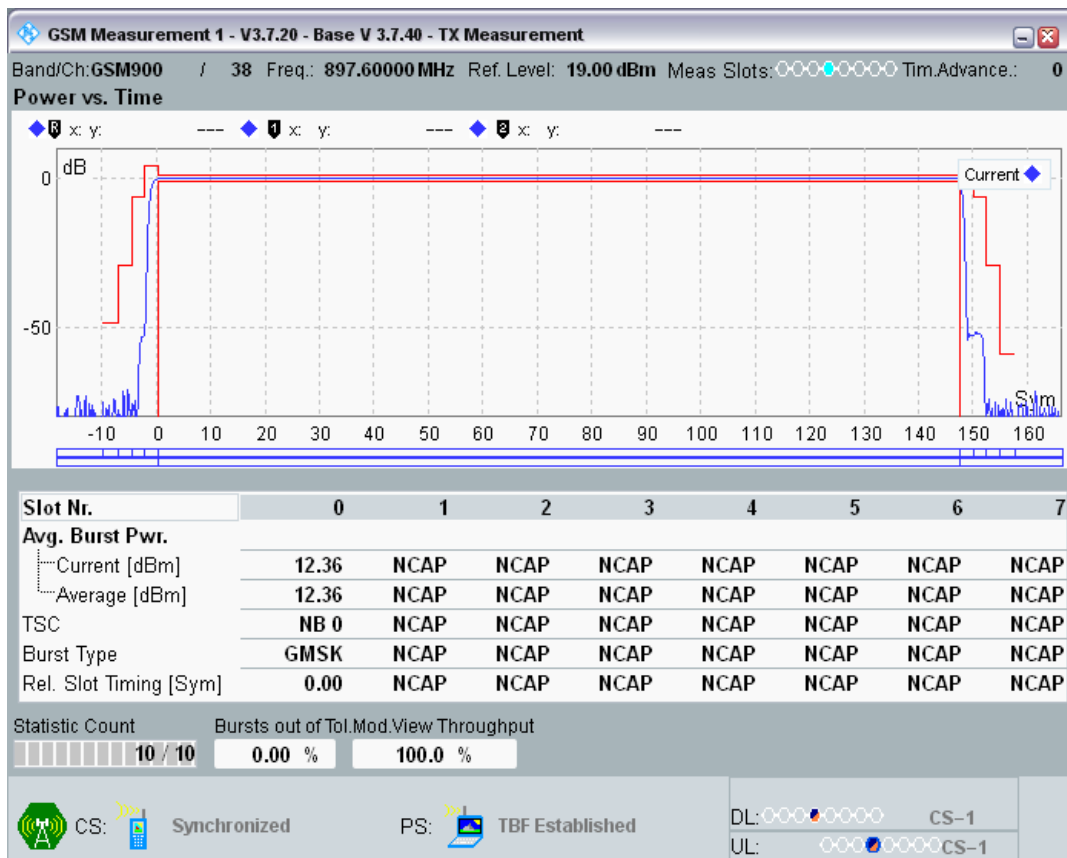 GSM Measurement 1 - V3.7.20 - Base V 3.7.40 - TX Measurement
Band/Ch:GSM900 / 38 Freq.: 897.60000 MHz Ref. Level: 19.00 dBm Meas Slots: Tim.Advance.: 0
Power vs. Time
R x: y: --- 1 x: y: --- 2 x: y: ---
dB
Current
0
-50
Sym
-10 0 10 20 30 40 50 60 70 80 90 100 110 120 130 140 150 160
Slot Nr. 0 1 2 3 4 5 6 7
Avg. Burst Pwr.
Current [dBm] 12.36 NCAP NCAP NCAP NCAP NCAP NCAP NCAP
Average [dBm] 12.36 NCAP NCAP NCAP NCAP NCAP NCAP NCAP
TSC NB 0 NCAP NCAP NCAP NCAP NCAP NCAP NCAP
Burst Type GMSK NCAP NCAP NCAP NCAP NCAP NCAP NCAP
Rel. Slot Timing [Sym] 0.00 NCAP NCAP NCAP NCAP NCAP NCAP NCAP
Statistic Count Bursts out of Tol.Mod.View Throughput
10 / 10 0.00 % 100.0 %
CS: Synchronized PS: TBF Established
DL: CS-1
UL: CS-1